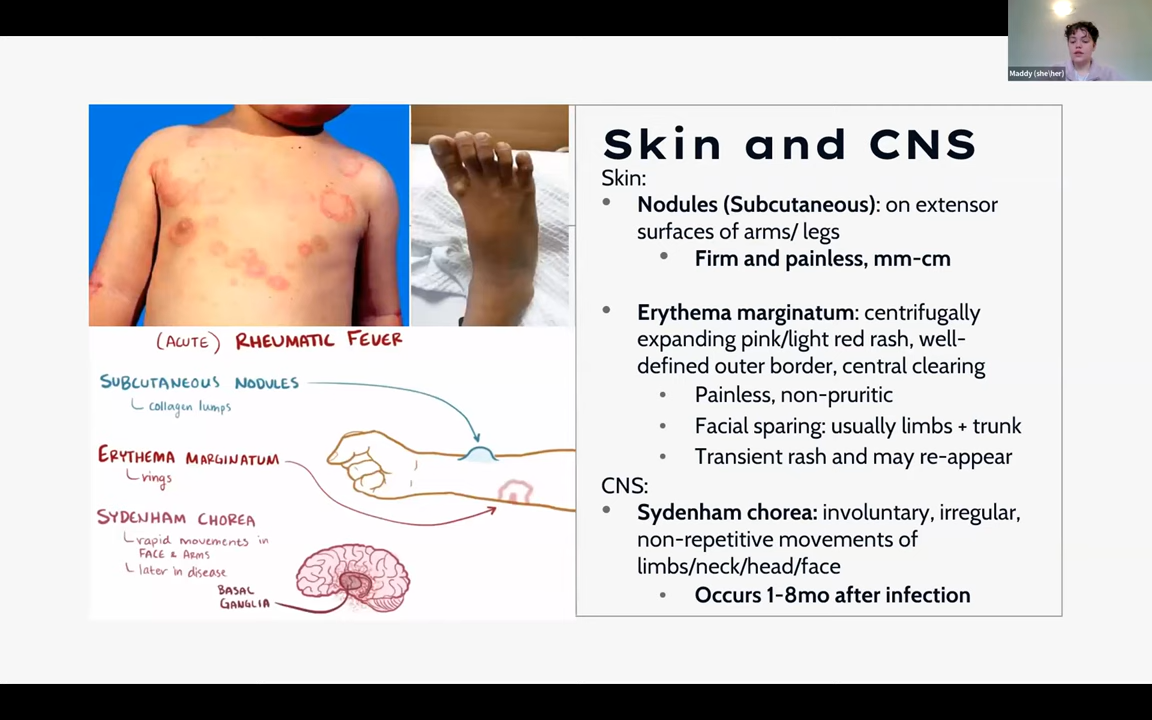 Maddy (she\her)
Skin and CNS
Skin:
• Nodules (Subcutaneous): on extensor
surfaces of arms/ legs
• Firm and painless, mm-cm
• Erythema marginatum: centrifugally
expanding pink/light red rash, well-
defined outer border, central clearing
• Painless, non-pruritic
• Facial sparing: usually limbs + trunk
• Transient rash and may re-appear
CNS:
• Sydenham chorea: involuntary, irregular,
non-repetitive movements of
limbs/neck/head/face
• Occurs 1-8mo after infection
(ACUTE) RHEUMATIC FEVER
SUBCUTANEOUS NODULES
collagen lumps
ERYTHEMA MARGINATUM
rings
SYDENHAM CHOREA
rapid movements in
FACE & ARMS
later in disease
BASAL
GANGLIA